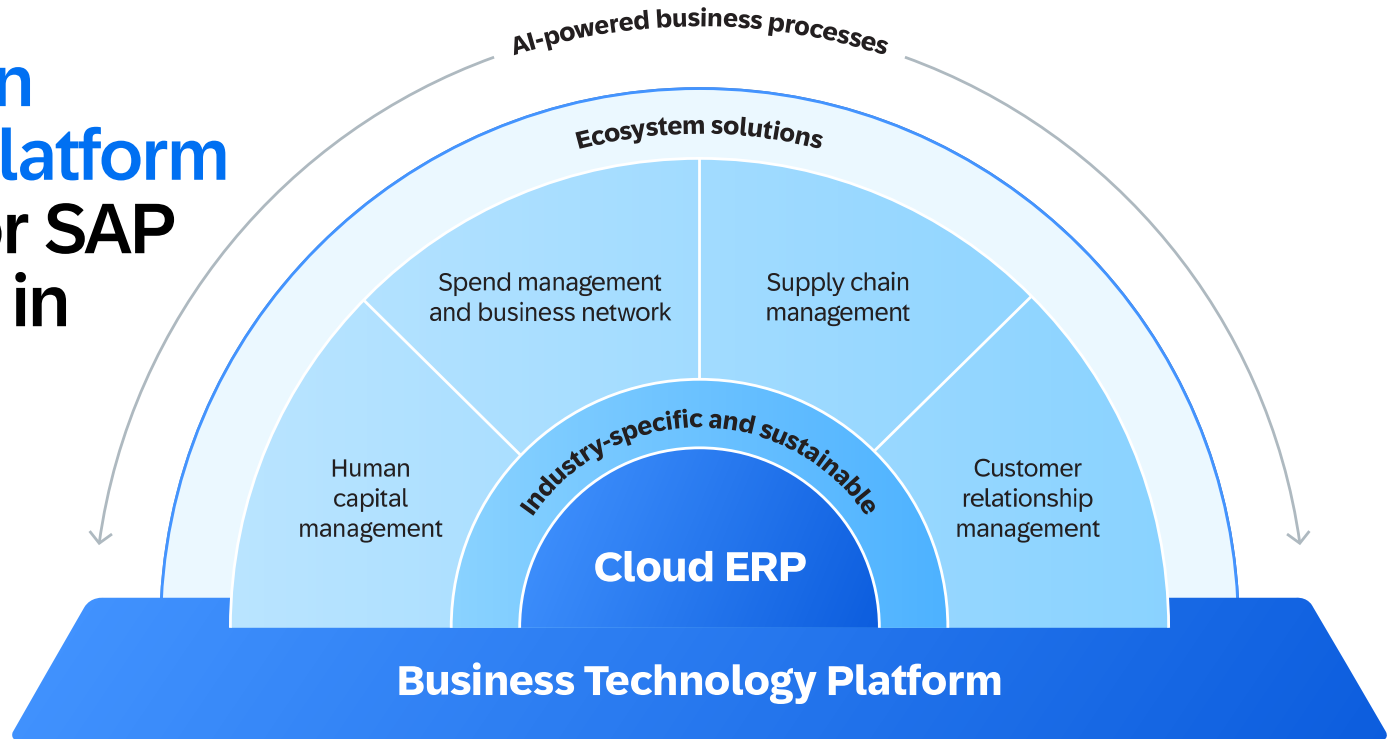 AI-powered business processes
latform
SAP
in
Ecosystem solutions
Spend management
and business network
Supply chain
management
Industry-specific and sustainable
Human
capital
management
Customer
relationship
management
Cloud ERP
Business Technology Platform